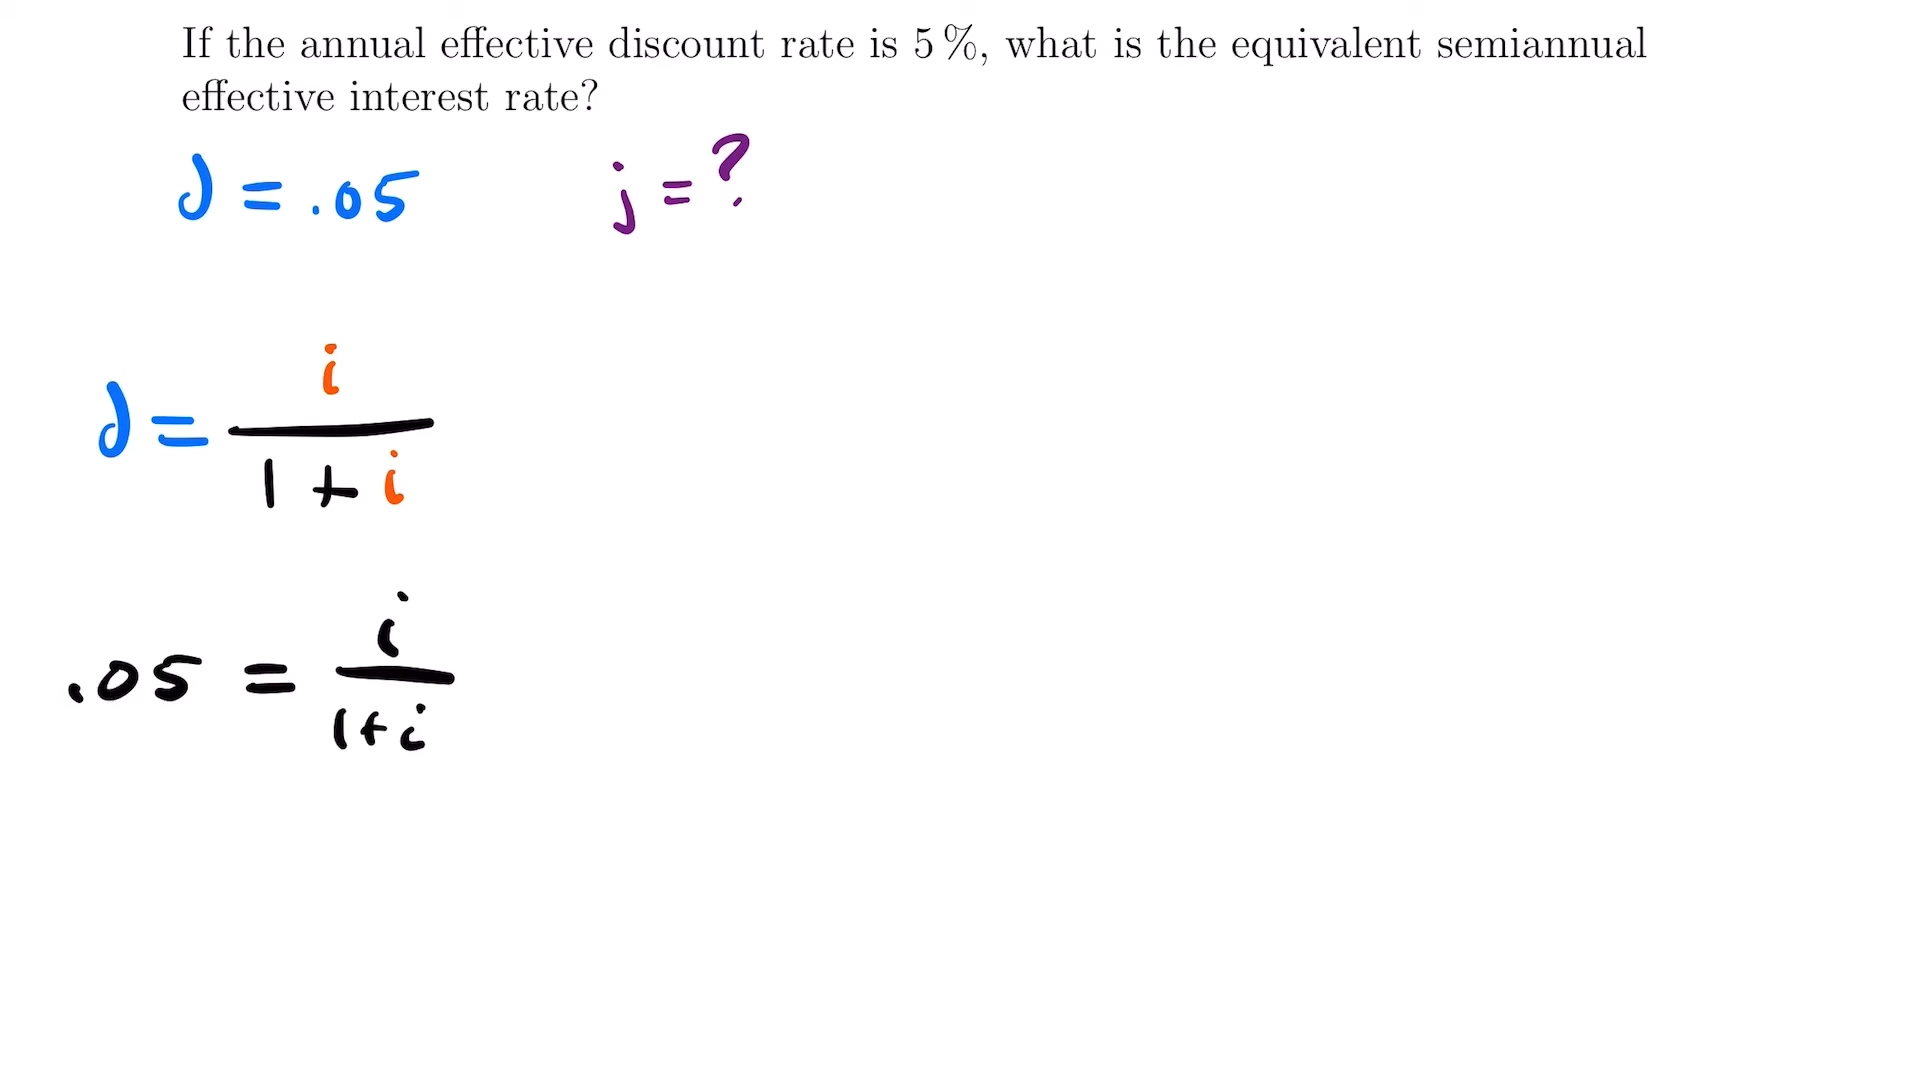 If the annual effective discount rate is 5 %, what is the equivalent semiannual
effective interest rate?
d = .05 j = ?
d = i / 1 + i
.05 = i / 1+i